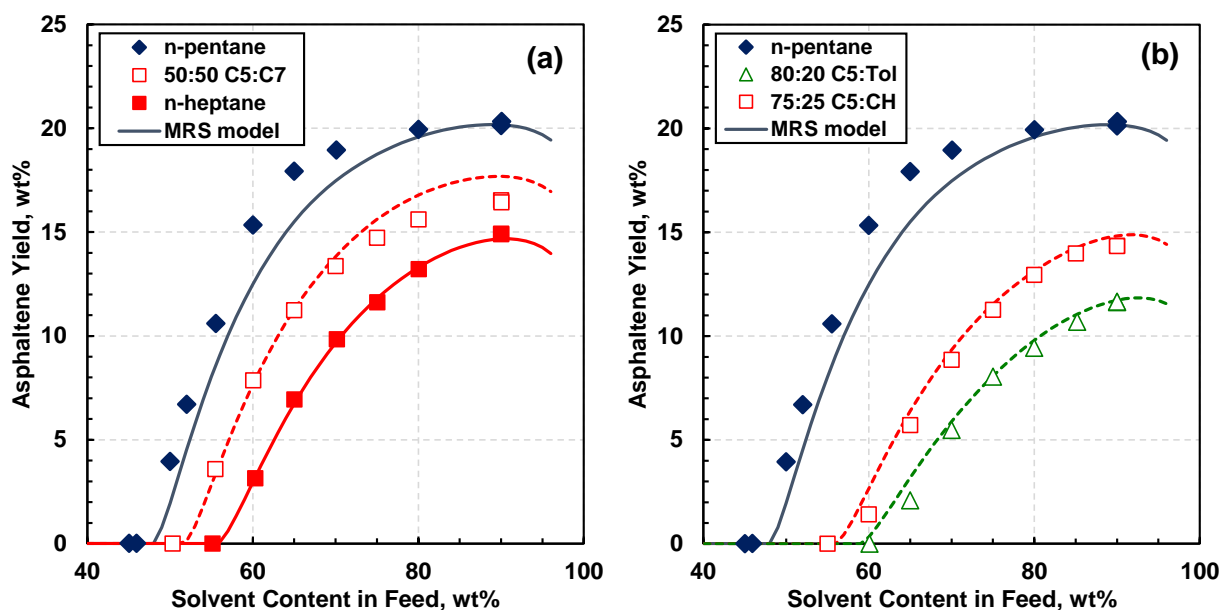 (a)
n-pentane
50:50 C5:C7
n-heptane
MRS model
Asphaltene Yield, wt%
25
20
15
10
5
0
40 60 80 100
Solvent Content in Feed, wt%
(b)
n-pentane
80:20 C5:Tol
75:25 C5:CH
MRS model
Asphaltene Yield, wt%
25
20
15
10
5
0
40 60 80 100
Solvent Content in Feed, wt%